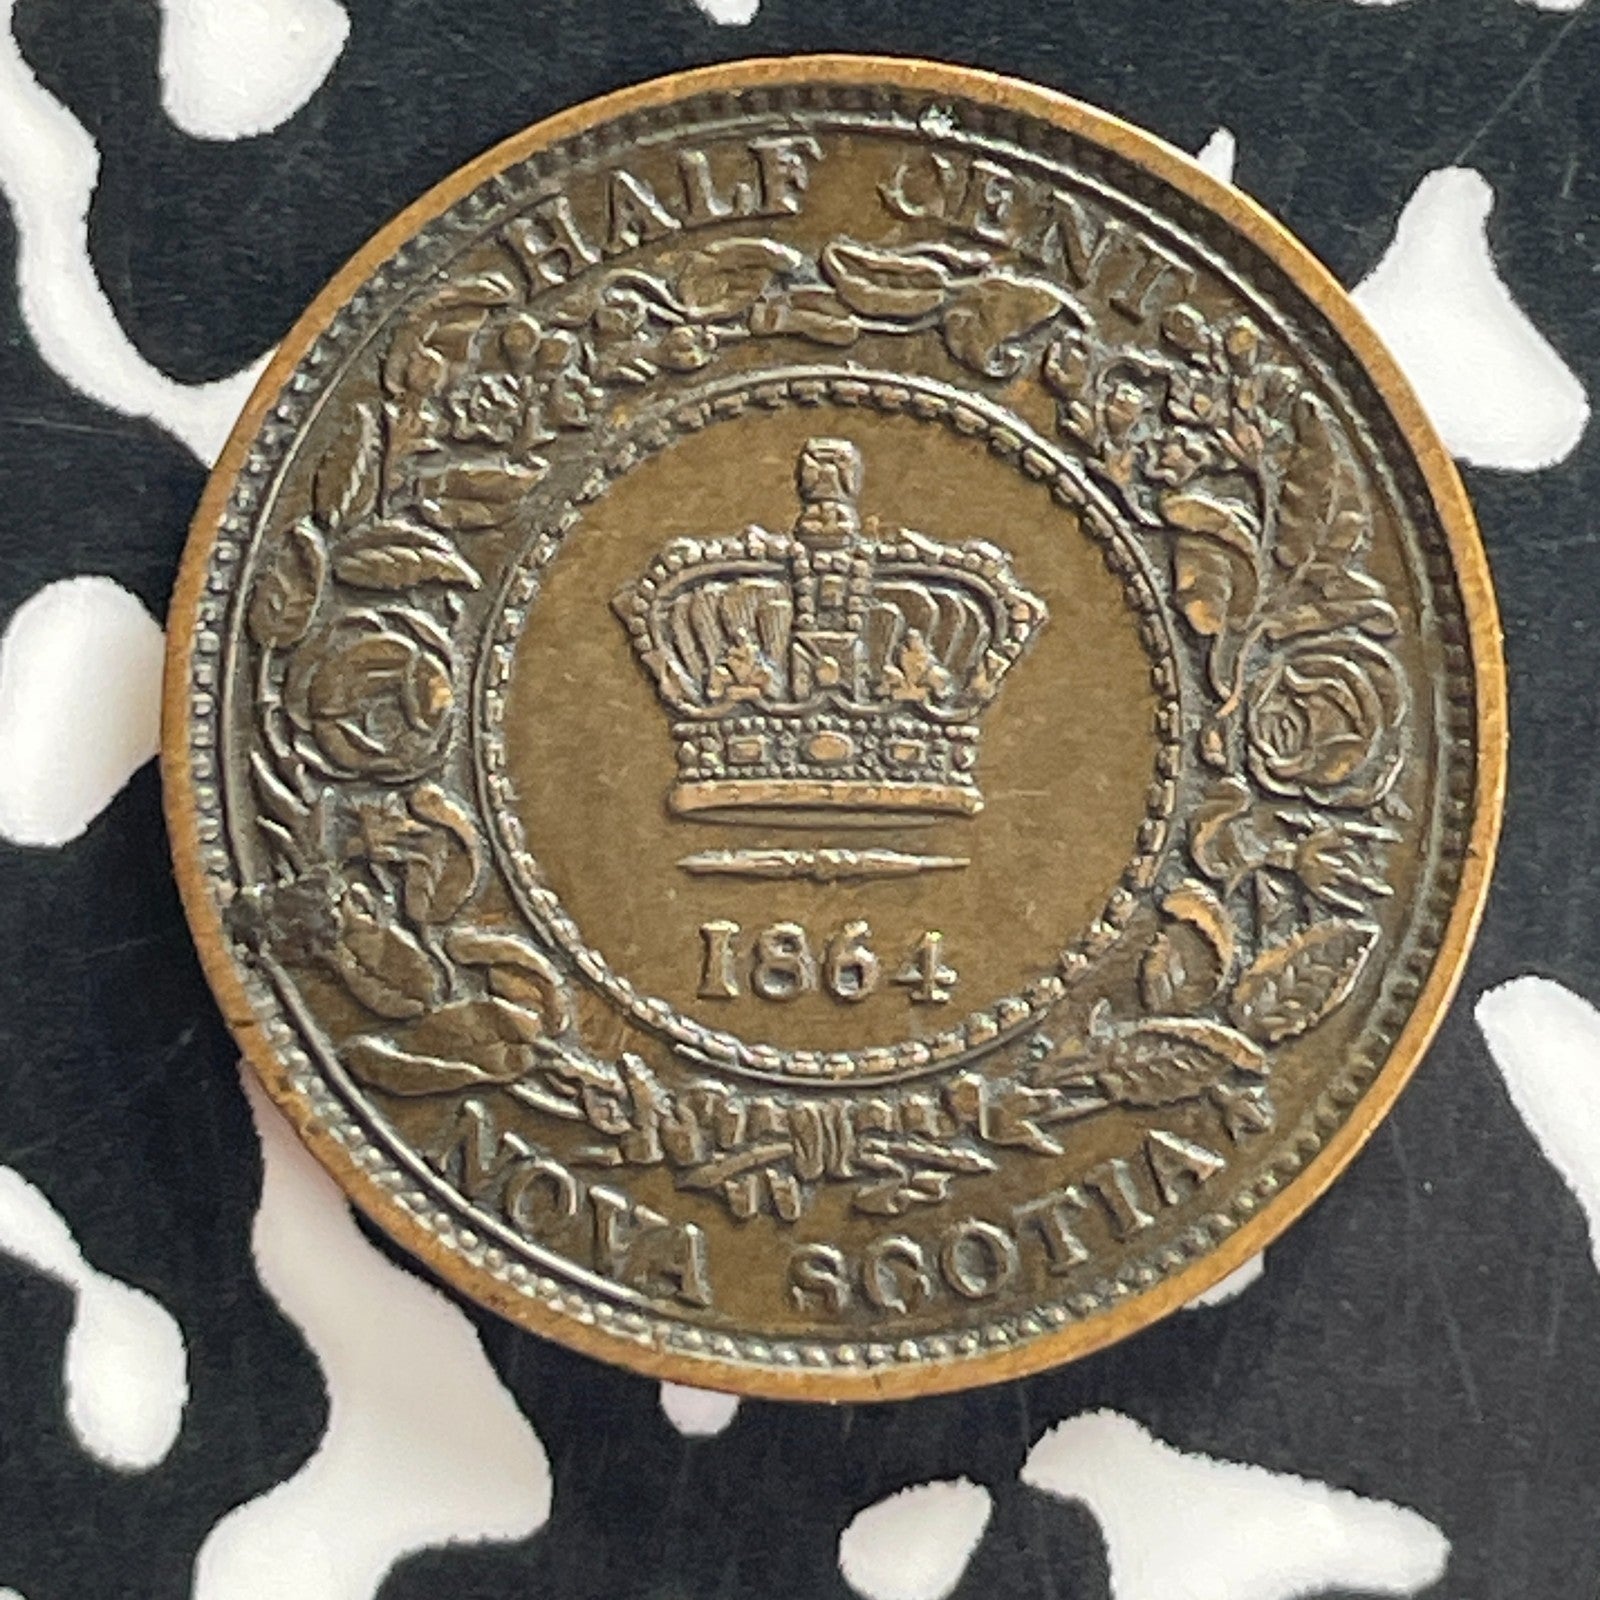 HALF CENT
1864
NOVA SCOTIA